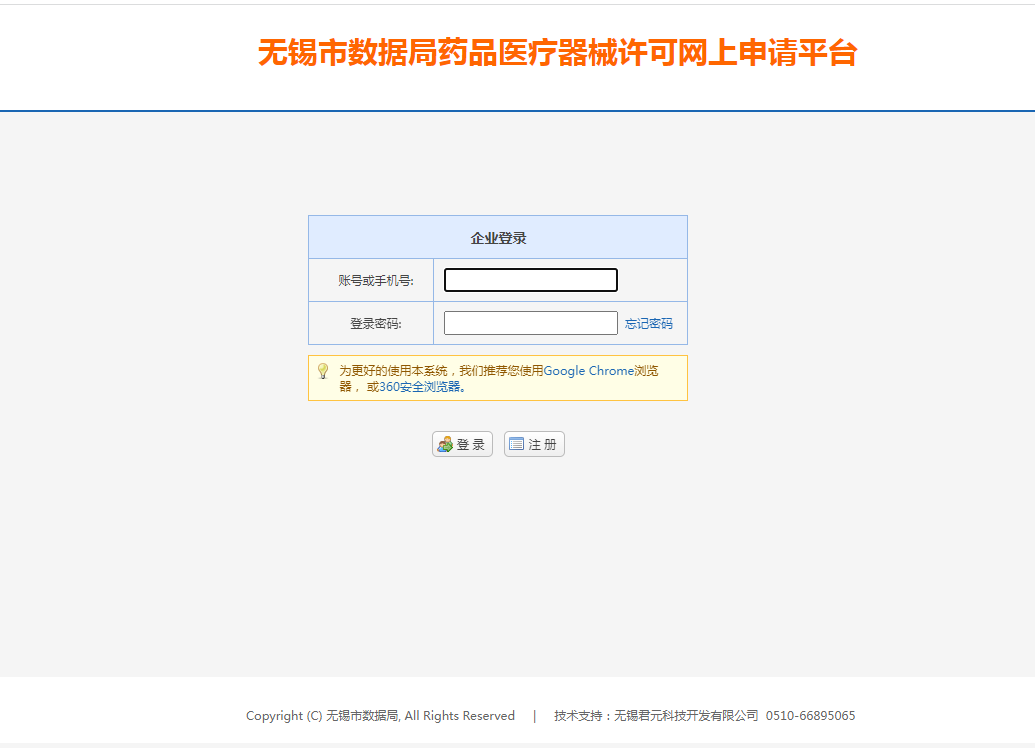 无锡市数据局药品医疗器械许可网上申请平台
企业登录
账号或手机号:
登录密码: 忘记密码
为更好的使用本系统，我们推荐您使用Google Chrome浏览
器， 或360安全浏览器。
登 录 注 册
Copyright (C) 无锡市数据局, All Rights Reserved | 技术支持：无锡君元科技开发有限公司 0510-66895065